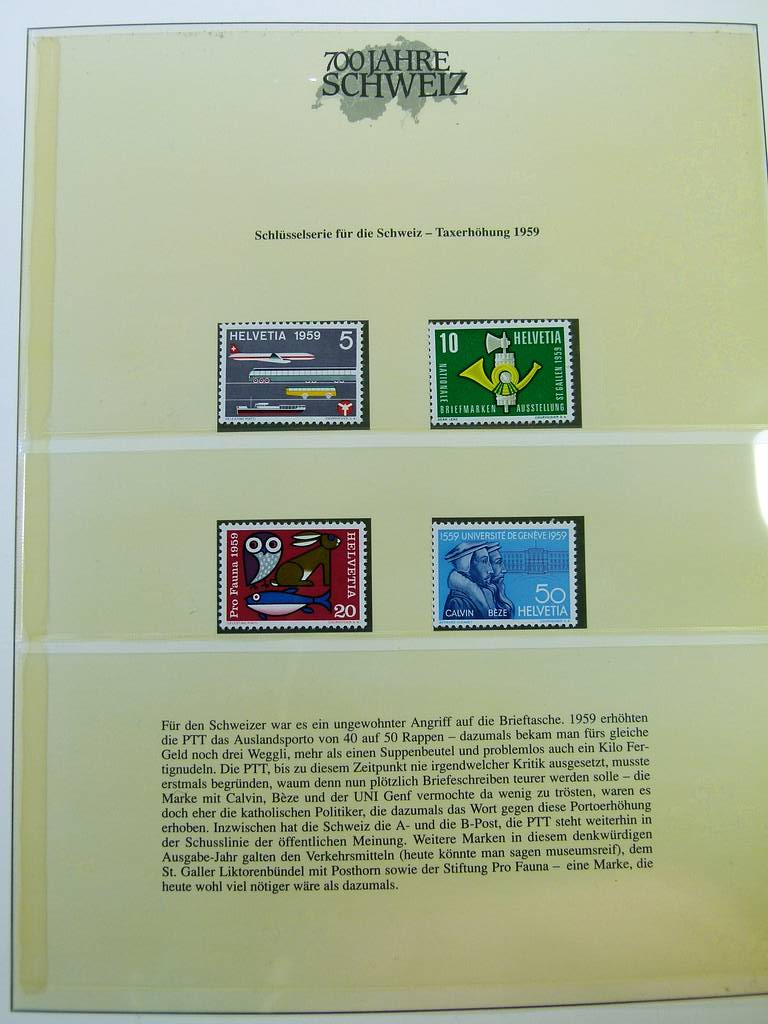 700 JAHRE
SCHWEIZ
Schlüsselserie für die Schweiz – Taxerhöhung 1959
HELVETIA 1959 5
10 HELVETIA
NATIONALE
BRIEFMARKEN AUSSTELLUNG
ST. GALLEN 1959
Pro Fauna 1959
HELVETIA
20
1559 UNIVERSITÉ DE GENÈVE 1959
50
CALVIN BÈZE HELVETIA
Für den Schweizer war es ein ungewohnter Angriff auf die Brieftasche. 1959 erhöhten
die PTT das Auslandsporto von 40 auf 50 Rappen – dazumals bekam man fürs gleiche
Geld noch drei Weggli, mehr als einen Suppenbeutel und problemlos auch ein Kilo Fer-
tignudeln. Die PTT, bis zu diesem Zeitpunkt nie irgendwelcher Kritik ausgesetzt, musste
erstmals begründen, waum denn nun plötzlich Briefeschreiben teurer werden solle – die
Marke mit Calvin, Bèze und der UNI Genf vermochte da wenig zu trösten, waren es
doch eher die katholischen Politiker, die dazumals das Wort gegen diese Portoerhöhung
erhoben. Inzwischen hat die Schweiz die A- und die B-Post, die PTT steht weiterhin in
der Schusslinie der öffentlichen Meinung. Weitere Marken in diesem denkwürdigen
Ausgabe-Jahr galten den Verkehrsmitteln (heute könnte man sagen museumsreif), dem
St. Galler Liktorenbündel mit Posthorn sowie der Stiftung Pro Fauna – eine Marke, die
heute wohl viel nötiger wäre als dazumals.